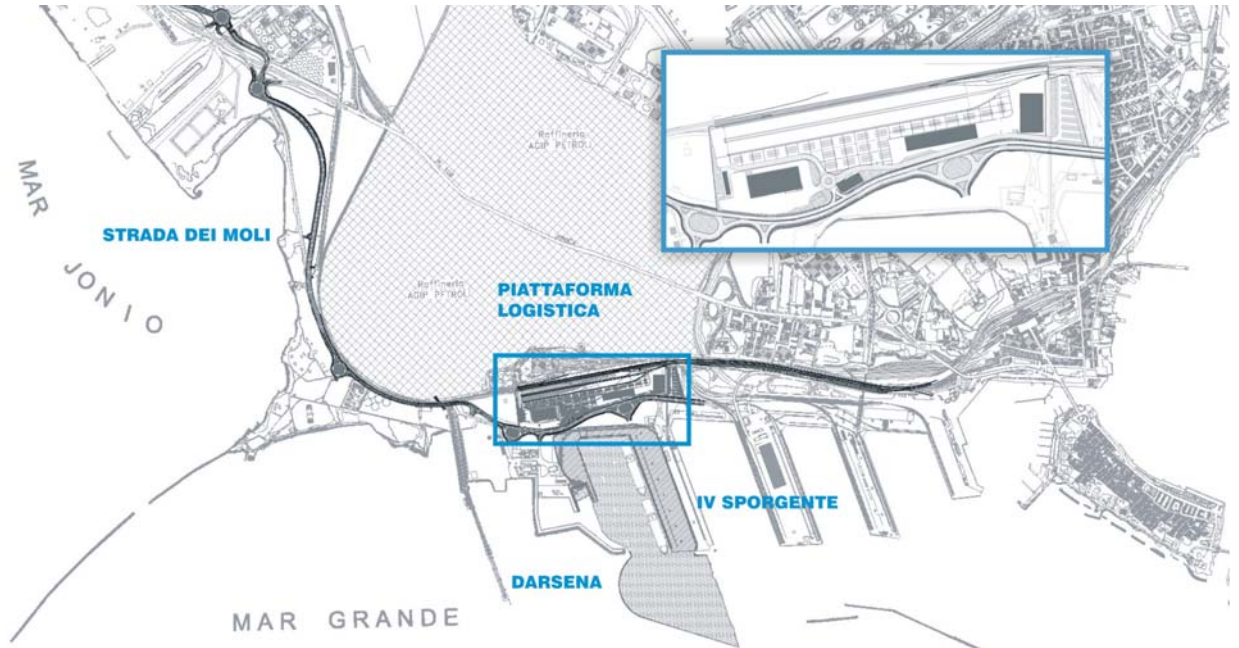 Raffineria
AGIP PETROLI
MAR
JONIO
STRADA DEI MOLI
Raffineria
AGIP PETROLI
PIATTAFORMA
LOGISTICA
IV SPORGENTE
DARSENA
MAR GRANDE